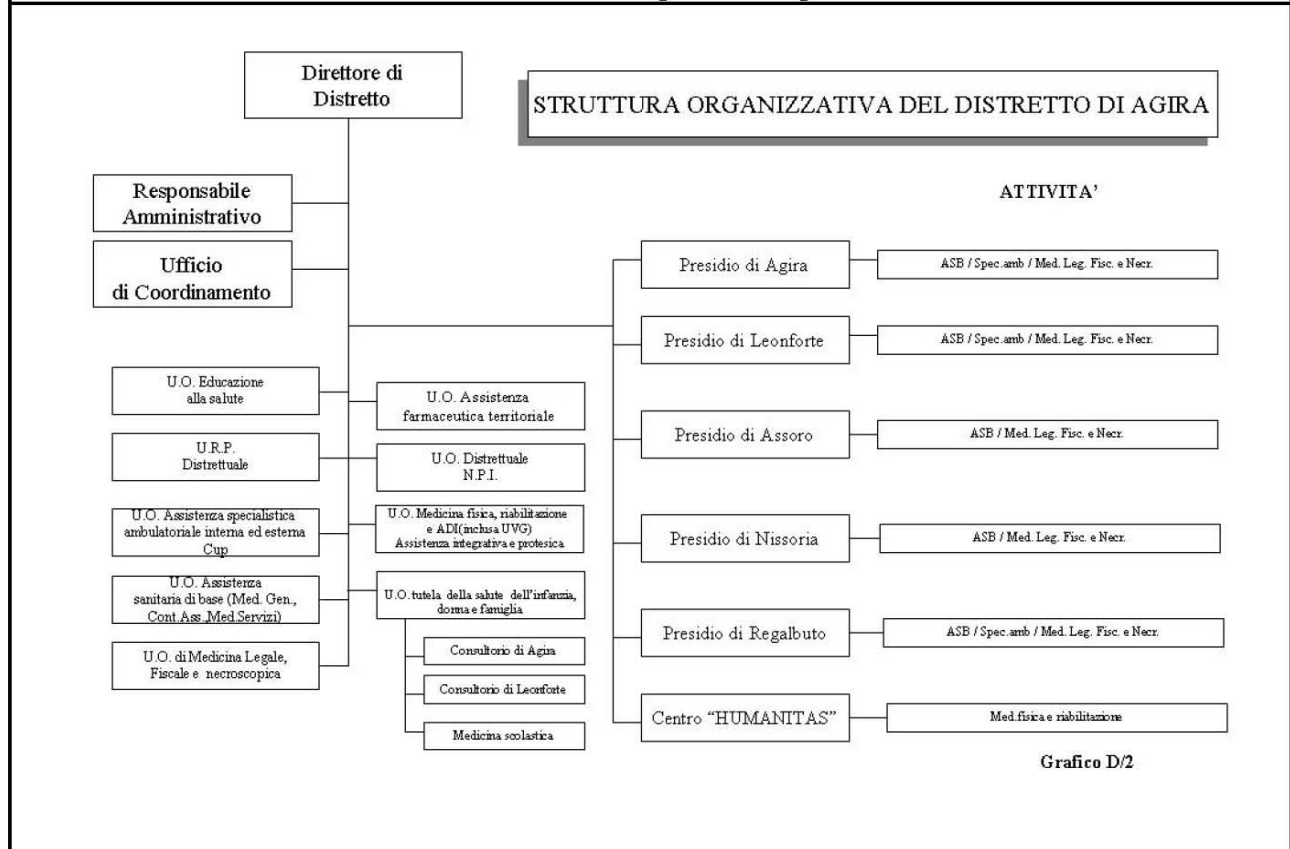 Direttore di
Distretto
STRUTTURA ORGANIZZATIVA DEL DISTRETTO DI AGIRA
Responsabile
Amministrativo
ATTIVITA'
Ufficio
di Coordinamento
Presidio di Agira
ASB / Spec.amb / Med. Leg. Fisc. e Necr.
Presidio di Leonforte
ASB / Spec.amb / Med. Leg. Fisc. e Necr.
U.O. Educazione
alla salute
U.O. Assistenza
farmaceutica territoriale
Presidio di Assoro
ASB / Med. Leg. Fisc. e Necr.
U.R.P.
Distrettuale
U.O. Distrettuale
N.P.I.
U.O. Assistenza specialistica
ambulatoriale interna ed esterna
Cup
U.O. Medicina fisica, riabilitazione
e ADI(inclusa UVG)
Assistenza integrativa e protesica
Presidio di Nissoria
ASB / Med. Leg. Fisc. e Necr.
U.O. Assistenza
sanitaria di base (Med. Gen.,
Cont.Ass.,Med.Servizi)
U.O. tutela della salute dell'infanzia,
donna e famiglia
Presidio di Regalbuto
ASB / Spec.amb / Med. Leg. Fisc. e Necr.
U.O. di Medicina Legale,
Fiscale e necroscopica
Consultorio di Agira
Consultorio di Leonforte
Medicina scolastica
Centro "HUMANITAS"
Med.fisica e riabilitazione
Grafico D/2